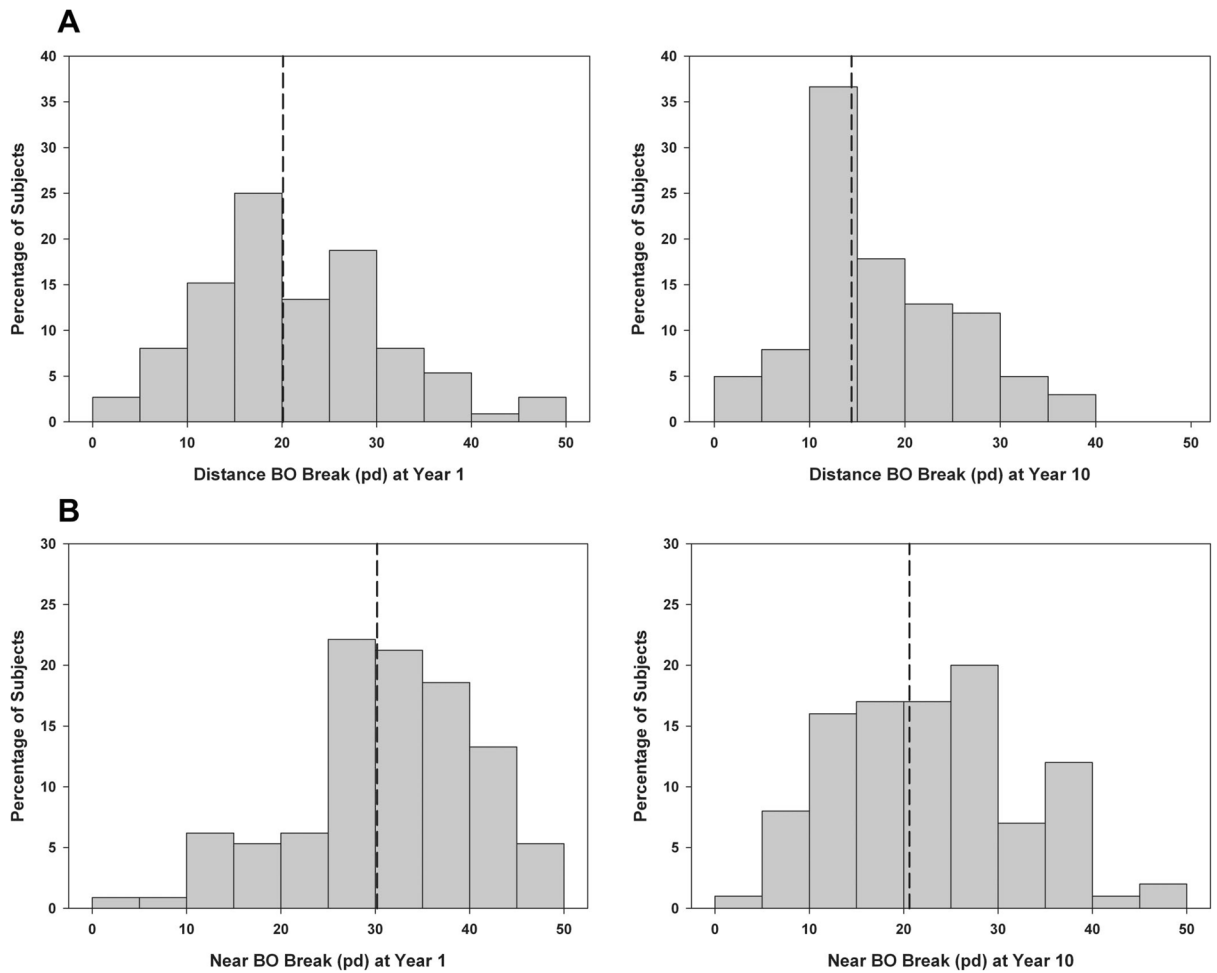 A
40
35
30
25
20
15
10
5
0
Percentage of Subjects
0 10 20 30 40 50
Distance BO Break (pd) at Year 1
40
35
30
25
20
15
10
5
0
Percentage of Subjects
0 10 20 30 40 50
Distance BO Break (pd) at Year 10
B
30
25
20
15
10
5
0
Percentage of Subjects
0 10 20 30 40 50
Near BO Break (pd) at Year 1
30
25
20
15
10
5
0
Percentage of Subjects
0 10 20 30 40 50
Near BO Break (pd) at Year 10